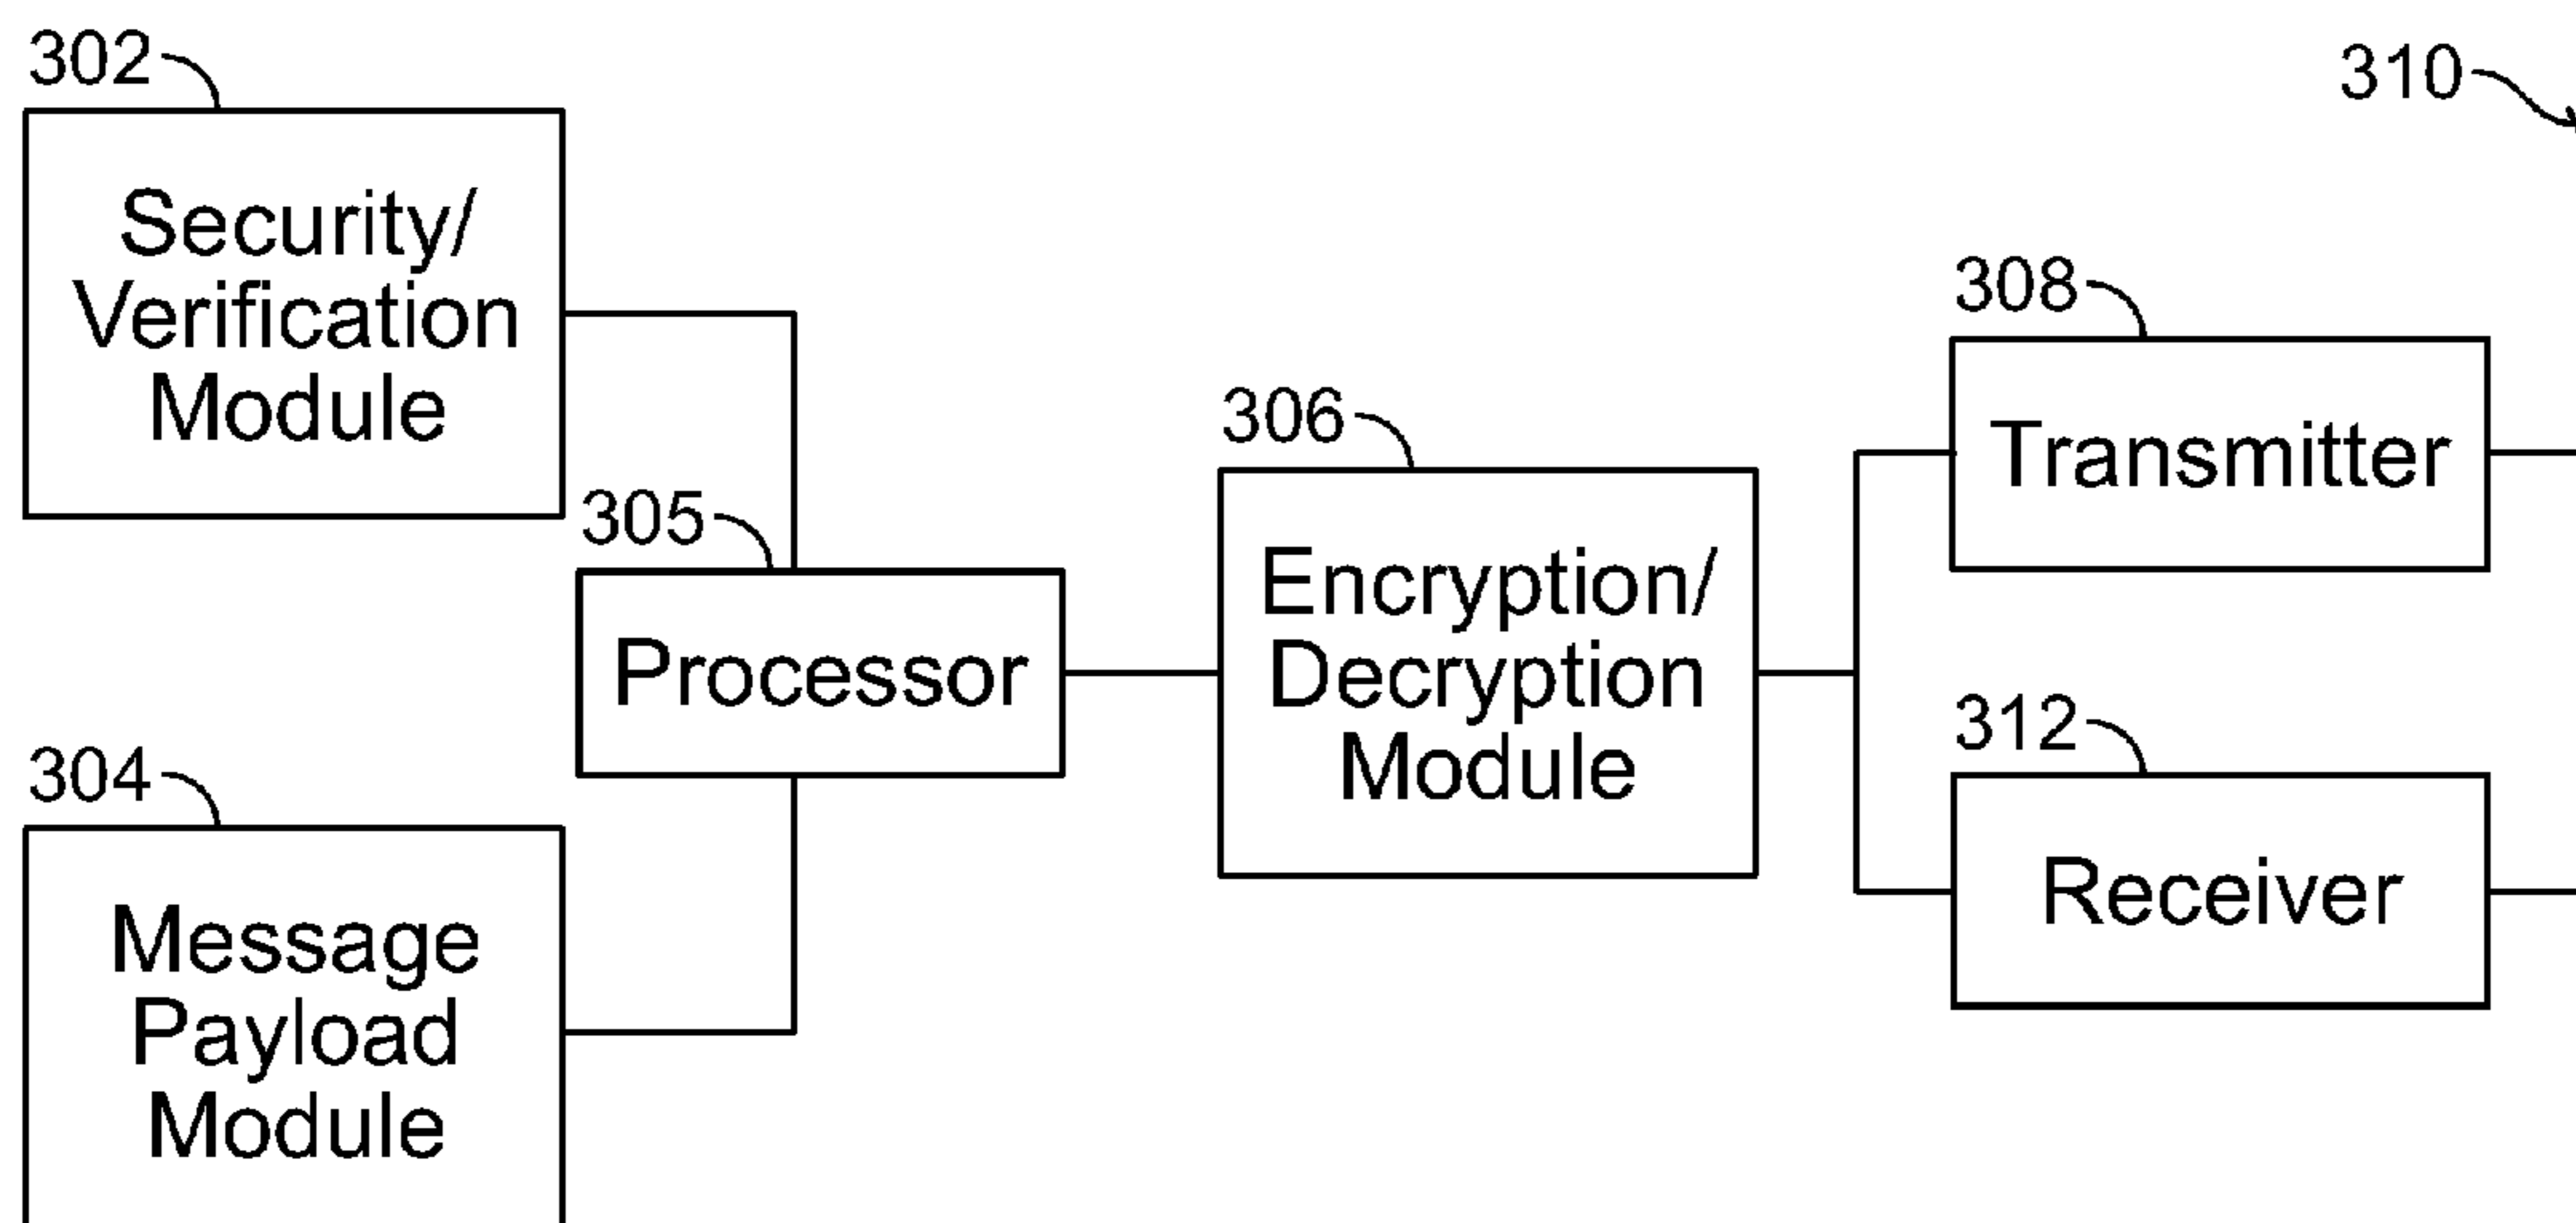 302
Security/
Verification
Module
304
Message
Payload
Module
305
Processor
306
Encryption/
Decryption
Module
308
Transmitter
310
312
Receiver